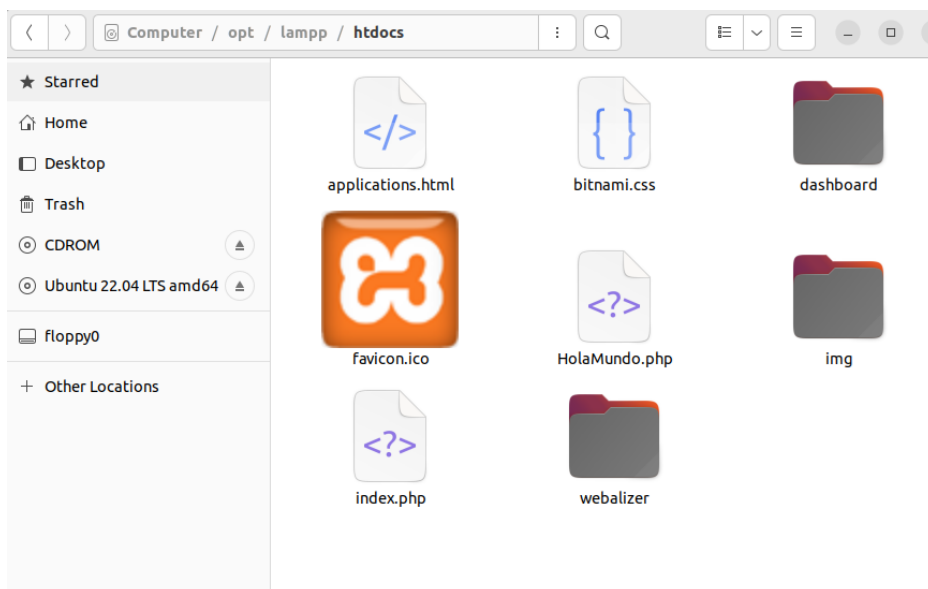 Computer / opt / lampp / htdocs
Starred
Home
Desktop
Trash
CDROM
Ubuntu 22.04 LTS amd64
floppy0
+ Other Locations
</>
{ }
applications.html
bitnami.css
dashboard
<?>
favicon.ico
HolaMundo.php
img
<?>
index.php
webalizer